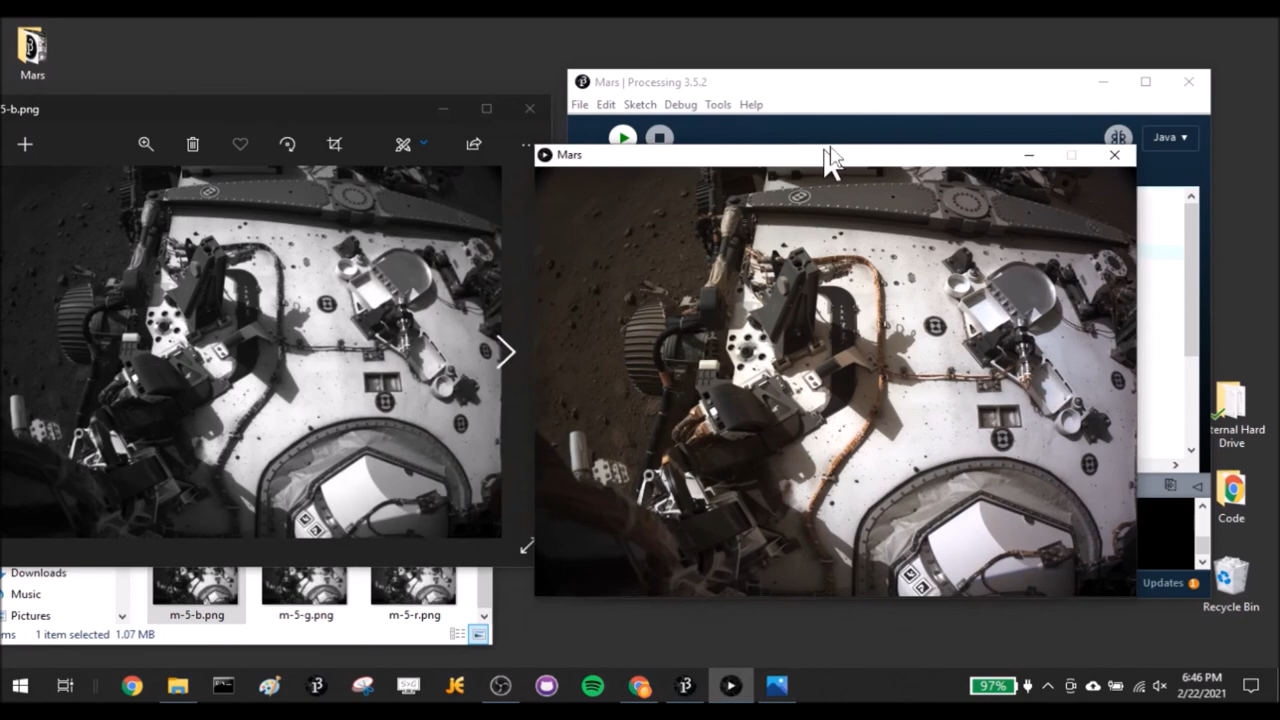 Mars
Mars | Processing 3.5.2
File Edit Sketch Debug Tools Help
Java
5-b.png
Mars
ternal Hard
Drive
Code
Recycle Bin
Updates 1
Downloads
Music
Pictures
m-5-b.png
m-5-g.png
m-5-r.png
ms 1 item selected 1.07 MB
97%
6:46 PM
2/22/2021